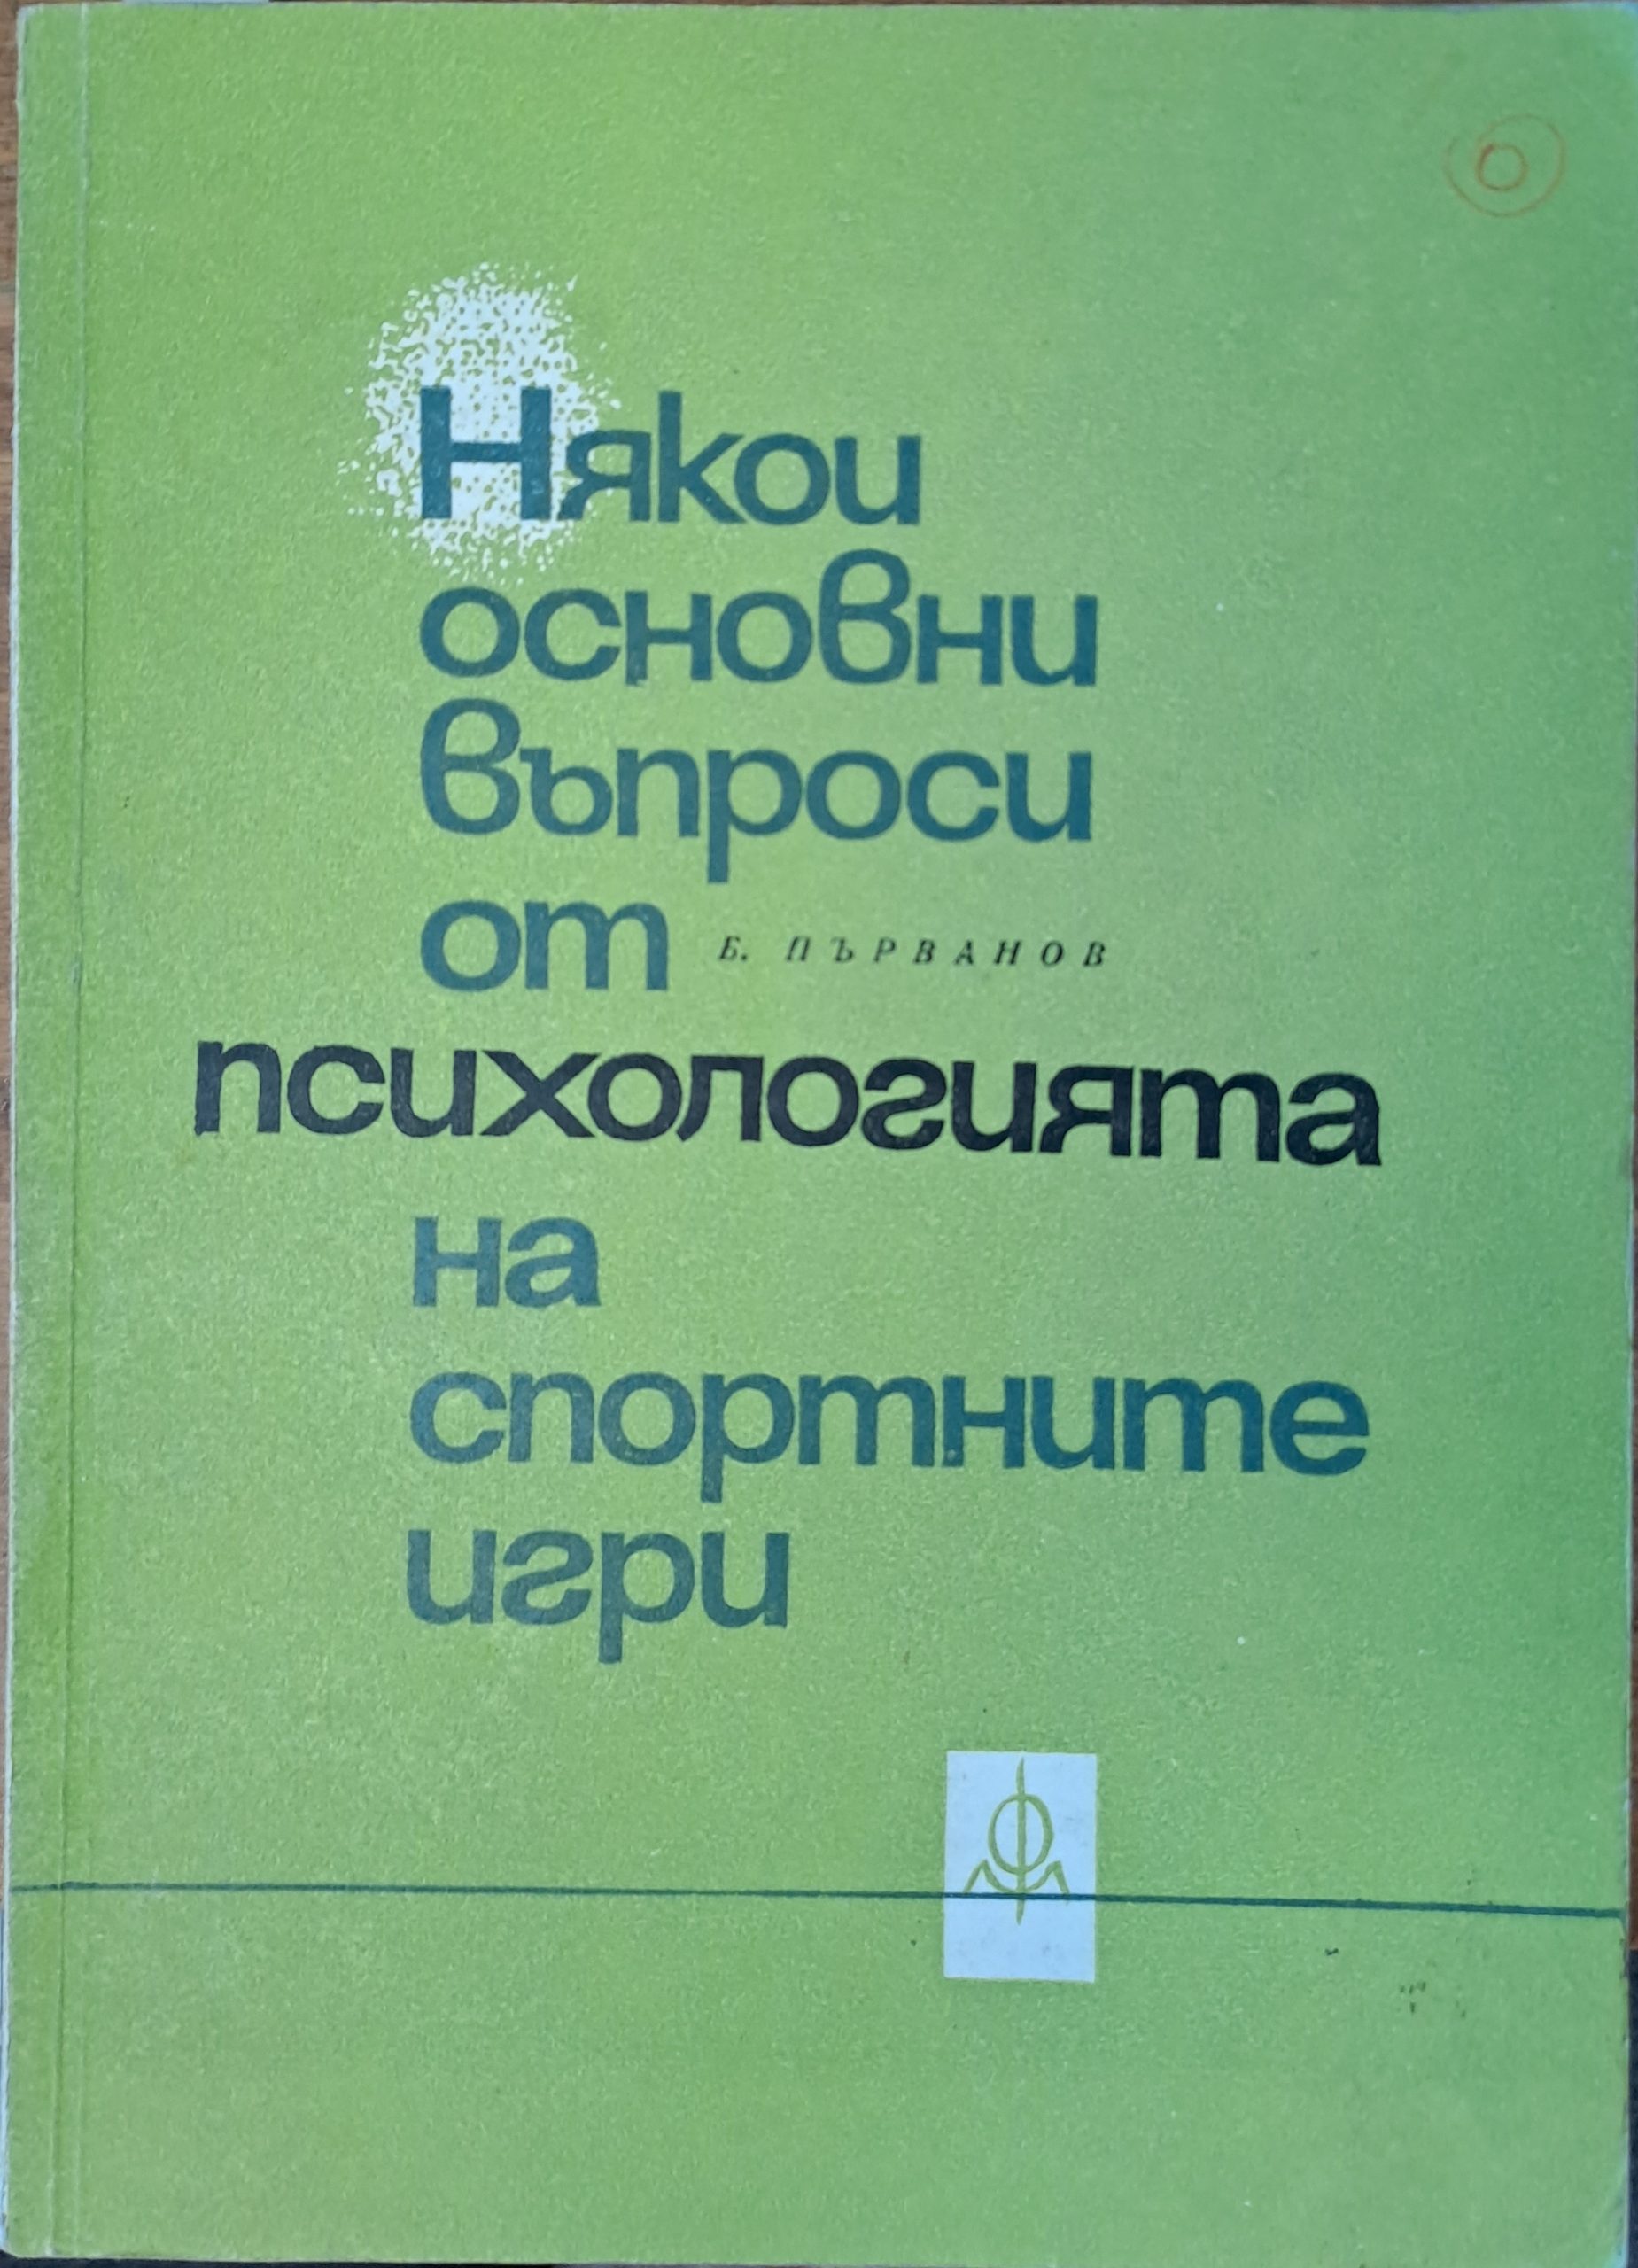 Някои
основни
въпроси
от Б. ПЪРВАНОВ
психологията
на
спортните
игри